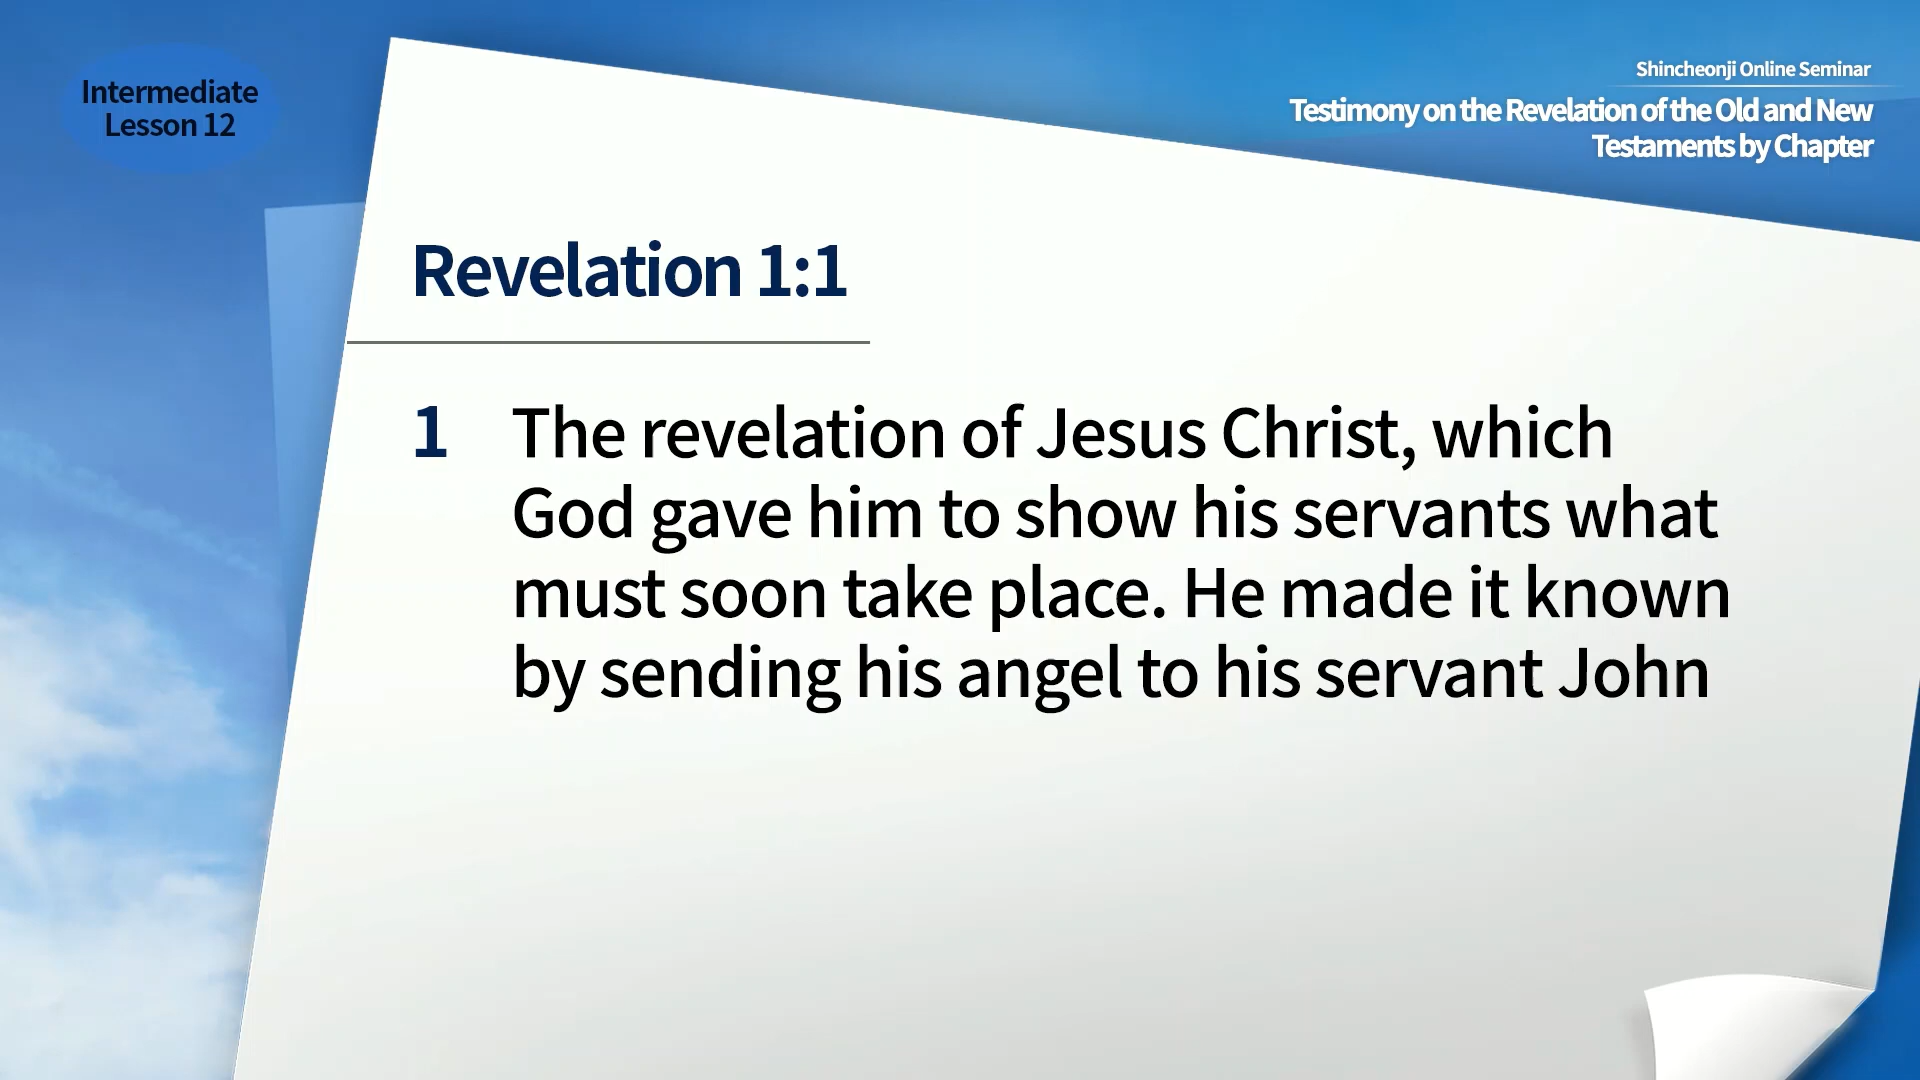 Intermediate
Lesson 12
Shincheonji Online Seminar
Testimony on the Revelation of the Old and New
Testaments by Chapter
Revelation 1:1
1 The revelation of Jesus Christ, which
God gave him to show his servants what
must soon take place. He made it known
by sending his angel to his servant John